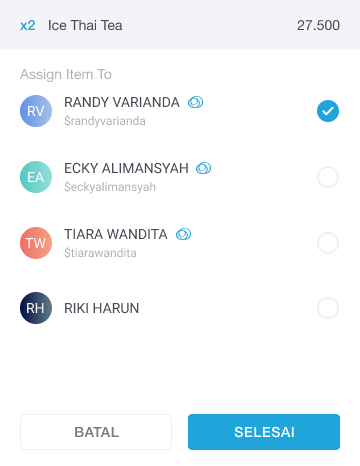 x2 Ice Thai Tea 27.500
Assign Item To
RV RANDY VARIANDA
$randyvarianda
EA ECKY ALIMANSYAH
$eckyalimansyah
TW TIARA WANDITA
$tiarawandita
RH RIKI HARUN
BATAL SELESAI